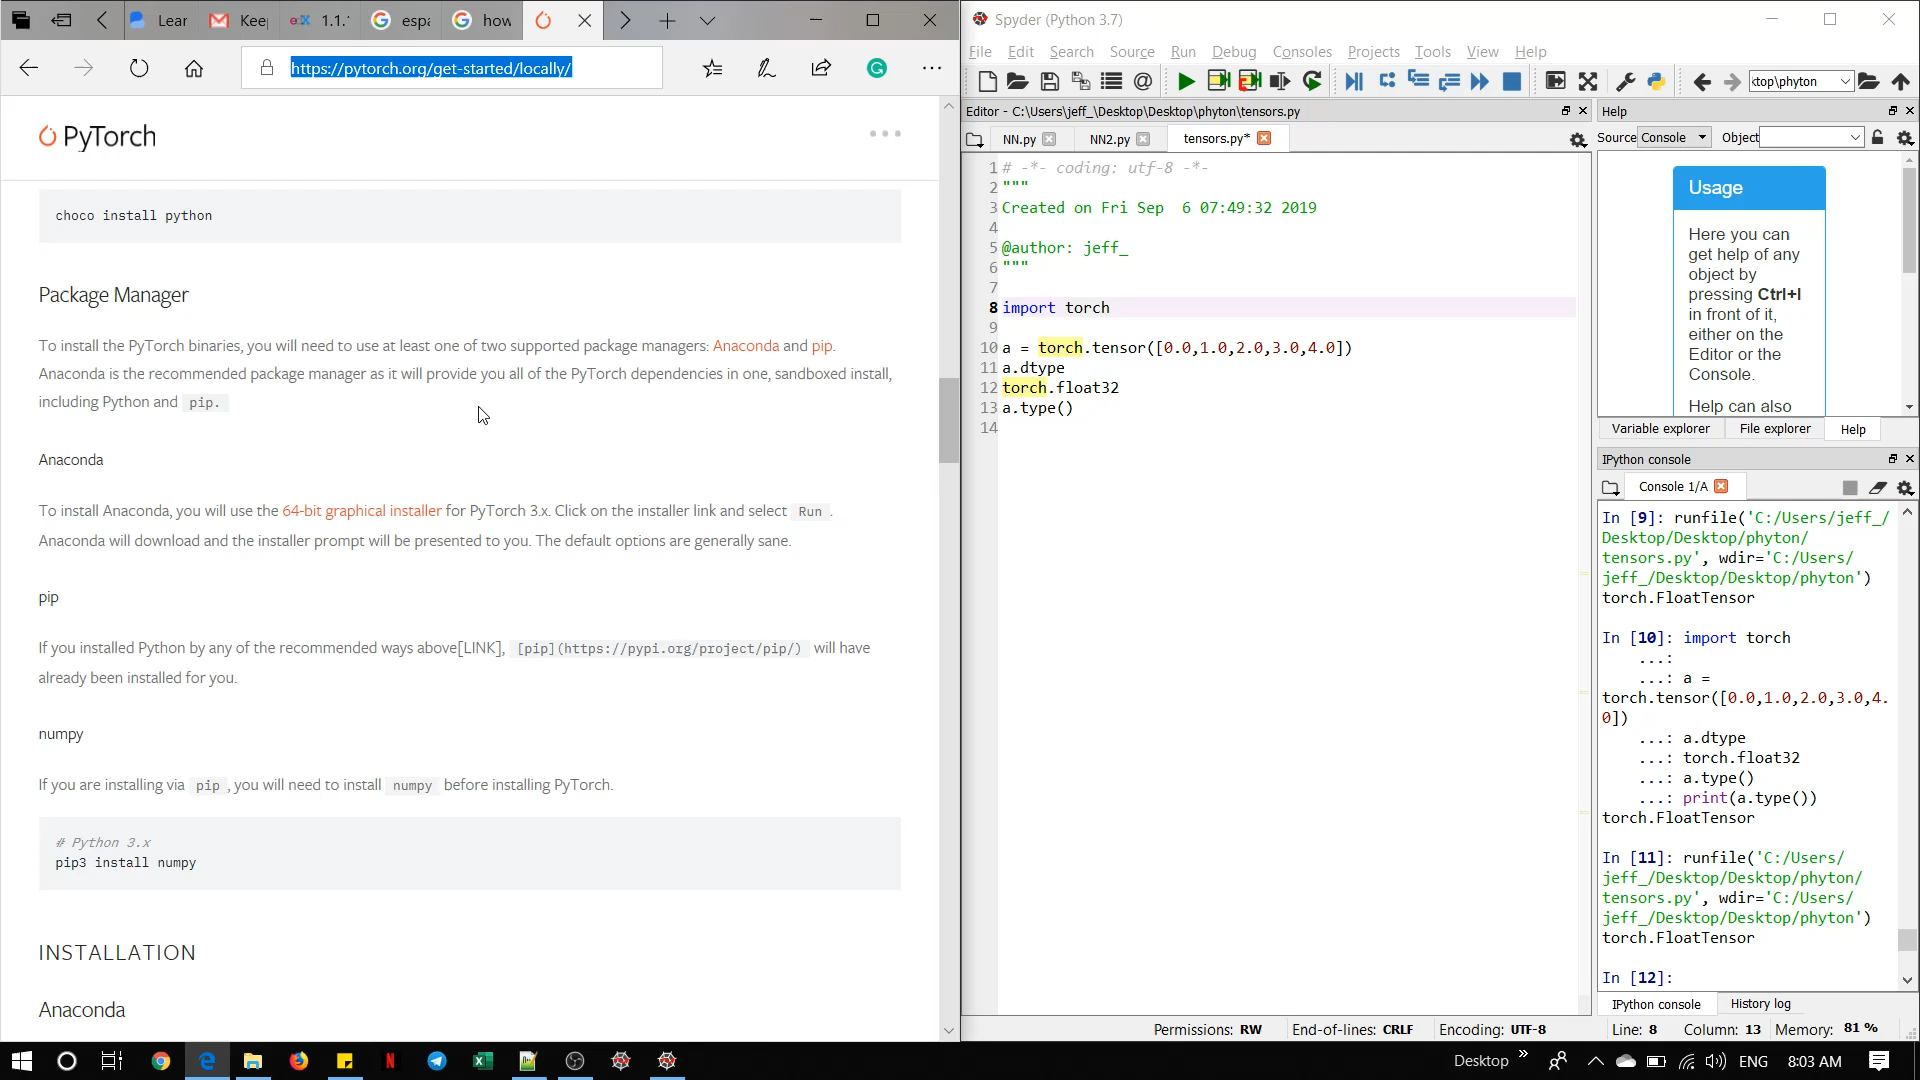 Lear
Kee
1.1.
espa
how
https://pytorch.org/get-started/locally/
PyTorch
choco install python
Package Manager
To install the PyTorch binaries, you will need to use at least one of two supported package managers: Anaconda and pip.
Anaconda is the recommended package manager as it will provide you all of the PyTorch dependencies in one, sandboxed install,
including Python and pip.
Anaconda
To install Anaconda, you will use the 64-bit graphical installer for PyTorch 3.x. Click on the installer link and select Run .
Anaconda will download and the installer prompt will be presented to you. The default options are generally sane.
pip
If you installed Python by any of the recommended ways above[LINK], [pip](https://pypi.org/project/pip/) will have
already been installed for you.
numpy
If you are installing via pip , you will need to install numpy before installing PyTorch.
# Python 3.x
pip3 install numpy
INSTALLATION
Anaconda
Spyder (Python 3.7)
File Edit Search Source Run Debug Consoles Projects Tools View Help
ktop\phyton
Editor - C:\Users\jeff_\Desktop\Desktop\phyton\tensors.py
NN.py NN2.py tensors.py*
1 # -*- coding: utf-8 -*-
2 """
3 Created on Fri Sep  6 07:49:32 2019
4
5 @author: jeff_
6 """
7
8 import torch
9
10 a = torch.tensor([0.0,1.0,2.0,3.0,4.0])
11 a.dtype
12 torch.float32
13 a.type()
14
Help
Source Console Object
Usage
Here you can
get help of any
object by
pressing Ctrl+I
in front of it,
either on the
Editor or the
Console.
Help can also
Variable explorer File explorer Help
IPython console
Console 1/A
In [9]: runfile('C:/Users/jeff_/
Desktop/Desktop/phyton/
tensors.py', wdir='C:/Users/
jeff_/Desktop/Desktop/phyton')
torch.FloatTensor
In [10]: import torch
...:
...: a =
torch.tensor([0.0,1.0,2.0,3.0,4.
0])
...: a.dtype
...: torch.float32
...: a.type()
...: print(a.type())
torch.FloatTensor
In [11]: runfile('C:/Users/
jeff_/Desktop/Desktop/phyton/
tensors.py', wdir='C:/Users/
jeff_/Desktop/Desktop/phyton')
torch.FloatTensor
In [12]:
IPython console History log
Permissions: RW End-of-lines: CRLF Encoding: UTF-8 Line: 8 Column: 13 Memory: 81 %
Desktop » ENG 8:03 AM